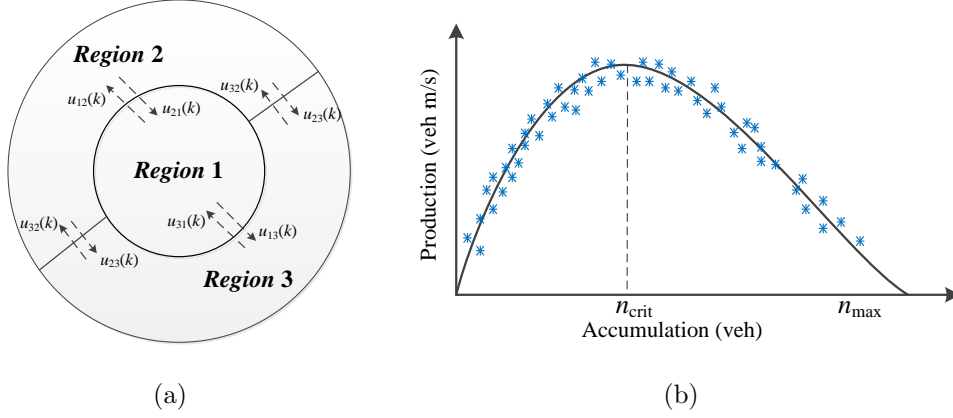 Region 2
u12(k)
u21(k)
u32(k)
u23(k)
Region 1
u31(k)
u13(k)
u32(k)
u23(k)
Region 3
(a)
Production (veh m/s)
ncrit
nmax
Accumulation (veh)
(b)